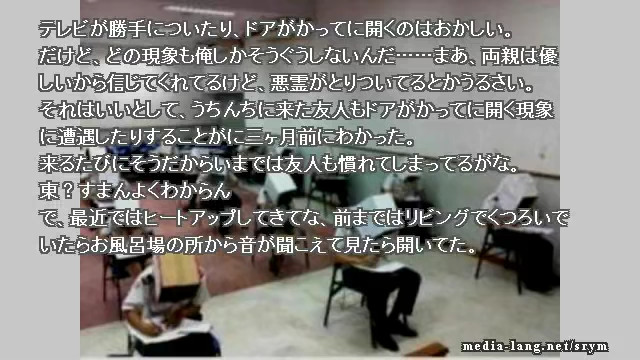 テレビが勝手についたり、ドアがかってに開くのはおかしい。
だけど、どの現象も俺しかそうぐうしないんだ……まあ、両親は優
しいから信じてくれてるけど、悪霊がとりついてるとかうるさい。
それはいいとして、うちんちに来た友人もドアがかってに開く現象
に遭遇したりすることがに三ヶ月前にわかった。
来るたびにそうだからいまでは友人も慣れてしまってるがな。
東？すまんよくわからん
で、最近ではヒートアップしてきてな、前まではリビングでくつろいで
いたらお風呂場の所から音が聞こえて見たら開いてた。
media-lang.net/srym